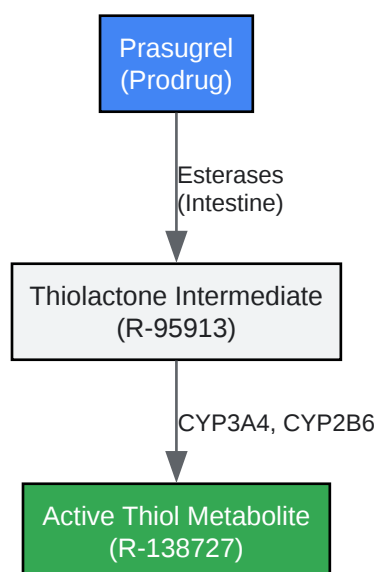 Prasugrel
(Prodrug)
Esterases
(Intestine)
Thiolactone Intermediate
(R-95913)
CYP3A4, CYP2B6
Active Thiol Metabolite
(R-138727)